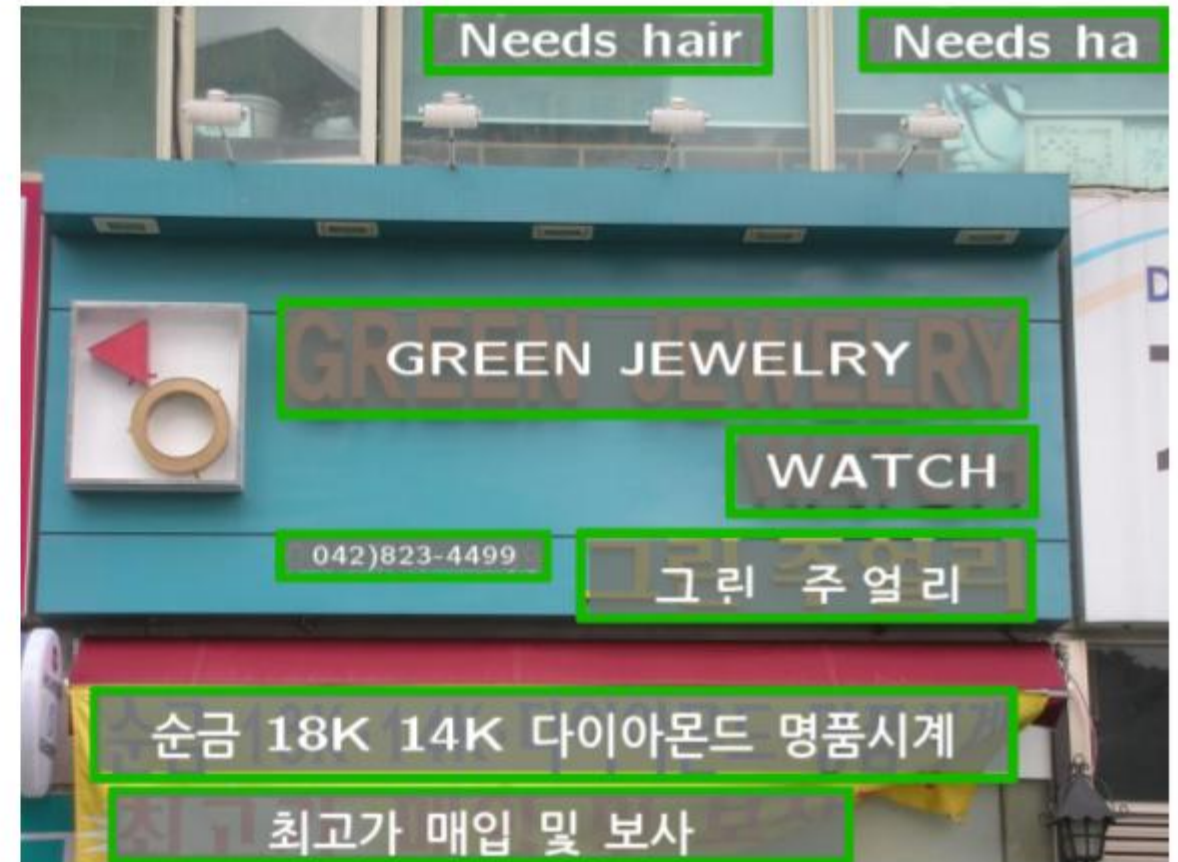 Needs hair Needs ha
GREEN JEWELRY
WATCH
042)823-4499 그린 주얼리
순금 18K 14K 다이아몬드 명품시계
최고가 매입 및 보사